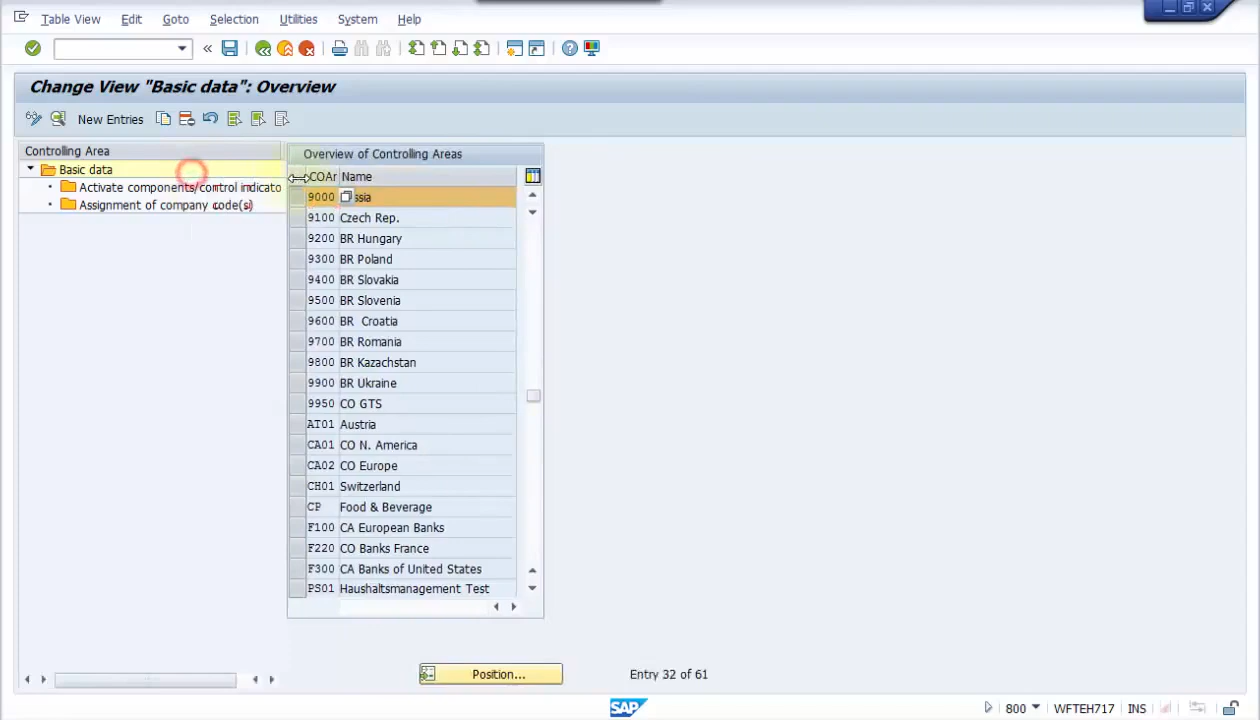 Table View Edit Goto Selection Utilities System Help
Change View "Basic data": Overview
New Entries
Controlling Area
Basic data
Activate components/control indicato
Assignment of company code(s)
Overview of Controlling Areas
COAr Name
9000 ssia
9100 Czech Rep.
9200 BR Hungary
9300 BR Poland
9400 BR Slovakia
9500 BR Slovenia
9600 BR Croatia
9700 BR Romania
9800 BR Kazachstan
9900 BR Ukraine
9950 CO GTS
AT01 Austria
CA01 CO N. America
CA02 CO Europe
CH01 Switzerland
CP Food & Beverage
F100 CA European Banks
F220 CO Banks France
F300 CA Banks of United States
PS01 Haushaltsmanagement Test
Position... Entry 32 of 61
SAP 800 WFTEH717 INS